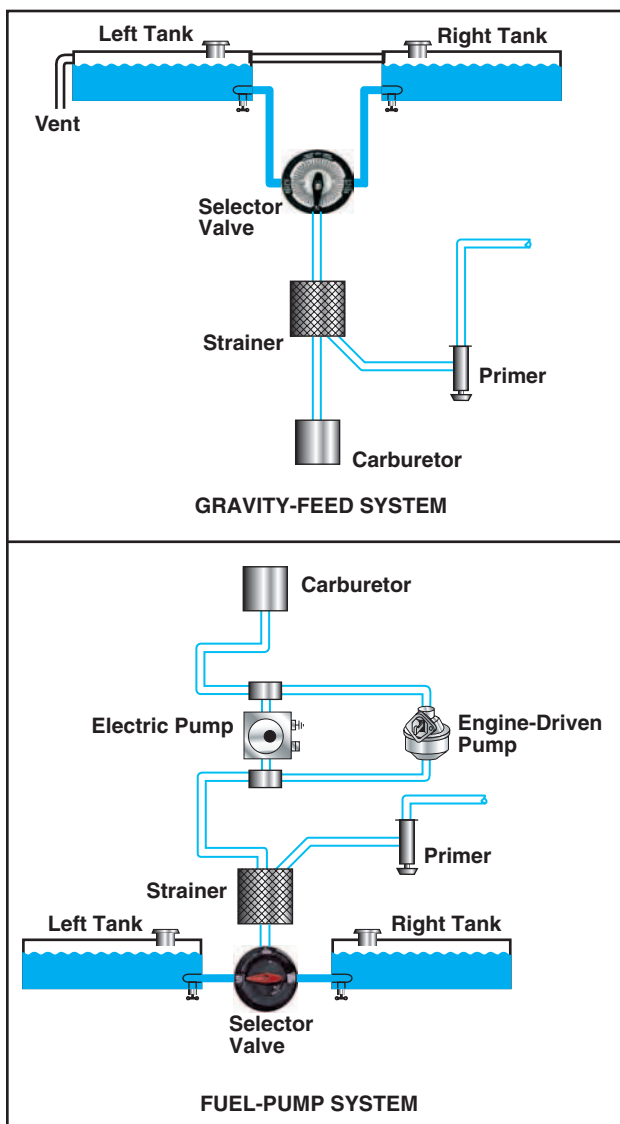 Left Tank
Right Tank
Vent
Selector
Valve
Strainer
Primer
Carburetor
GRAVITY-FEED SYSTEM
Carburetor
Electric Pump
Engine-Driven
Pump
Primer
Strainer
Left Tank
Right Tank
Selector
Valve
FUEL-PUMP SYSTEM